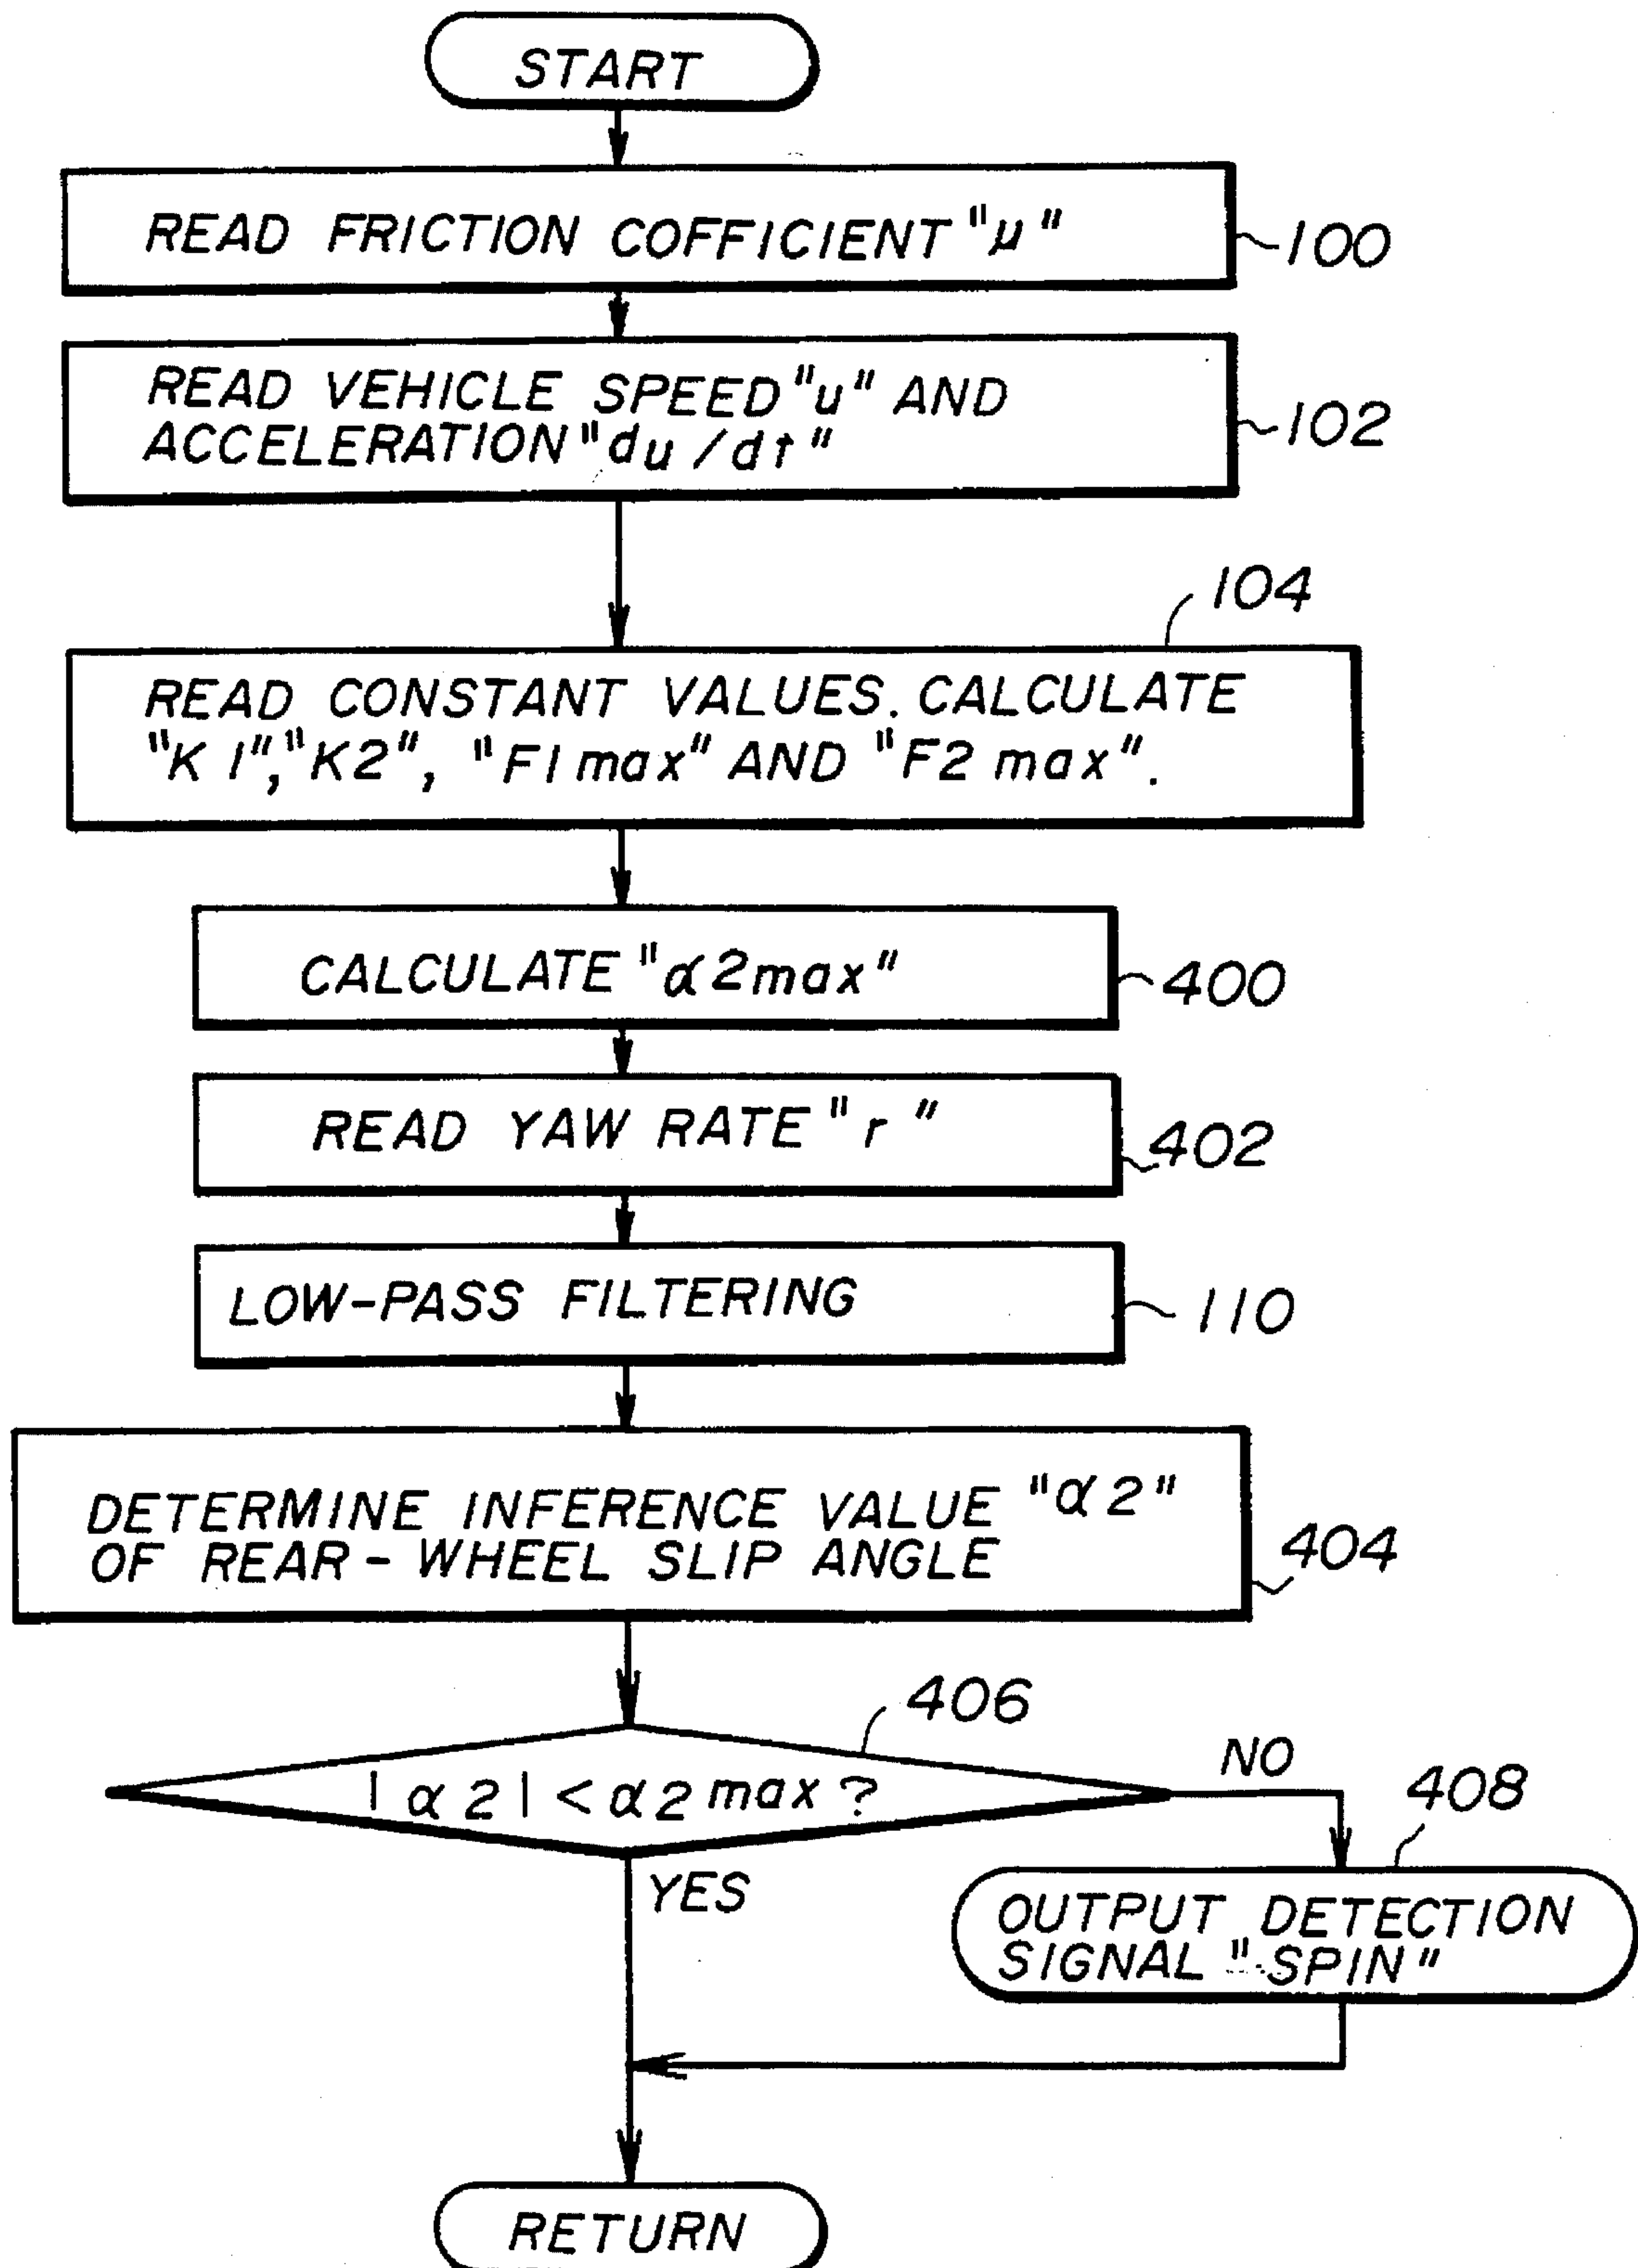 START
READ FRICTION COFFICIENT "μ"
100
READ VEHICLE SPEED "u" AND
ACCELERATION "du/dt"
102
104
READ CONSTANT VALUES. CALCULATE
"K1", "K2", "F1max" AND "F2max".
CALCULATE "α2max"
400
READ YAW RATE "r"
402
LOW-PASS FILTERING
110
DETERMINE INFERENCE VALUE "α2"
OF REAR-WHEEL SLIP ANGLE
404
406
|α2|<α2max?
NO
408
YES
OUTPUT DETECTION
SIGNAL "SPIN"
RETURN